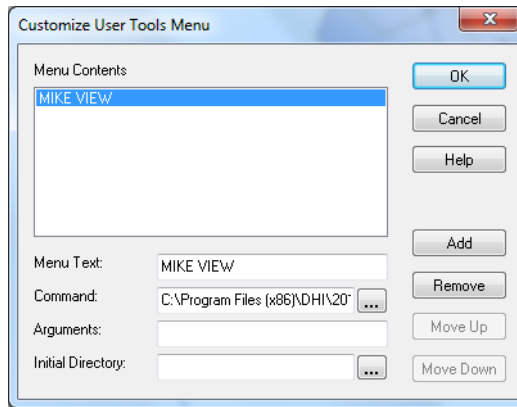 Customize User Tools Menu
Menu Contents
MIKE VIEW
OK
Cancel
Help
Add
Remove
Move Up
Move Down
Menu Text:
MIKE VIEW
Command:
C:\Program Files (x86)\DHI\20
...
Arguments:
Initial Directory:
...